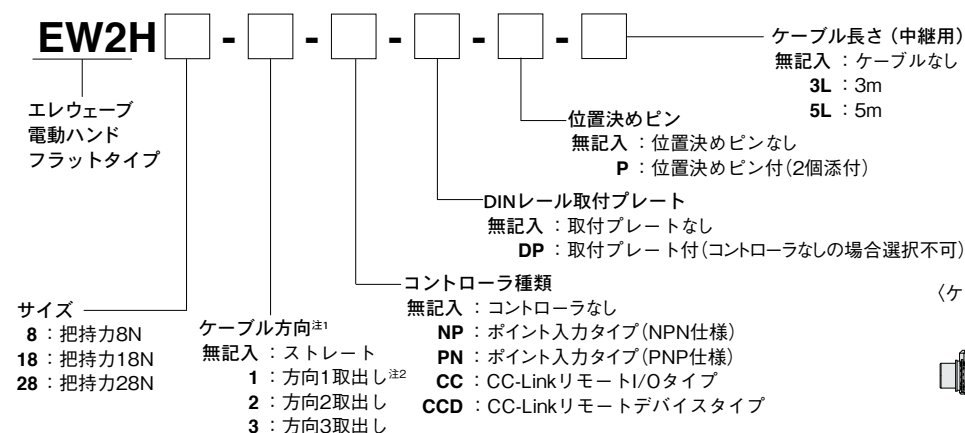 EW2H - - - - -
ケーブル長さ（中継用）
無記入：ケーブルなし
3L：3m
5L：5m
位置決めピン
無記入：位置決めピンなし
P：位置決めピン付（2個添付）
DINレール取付プレート
無記入：取付プレートなし
DP：取付プレート付（コントローラなしの場合選択不可）
コントローラ種類
無記入：コントローラなし
NP：ポイント入力タイプ（NPN仕様）
PN：ポイント入力タイプ（PNP仕様）
CC：CC-LinkリモートI/Oタイプ
CCD：CC-Linkリモートデバイスタイプ
ケーブル方向注1
無記入：ストレート
1：方向1取出し注2
2：方向2取出し
3：方向3取出し
サイズ
8：把持力8N
18：把持力18N
28：把持力28N
エレウェーブ
電動ハンド
フラットタイプ
〈ケ